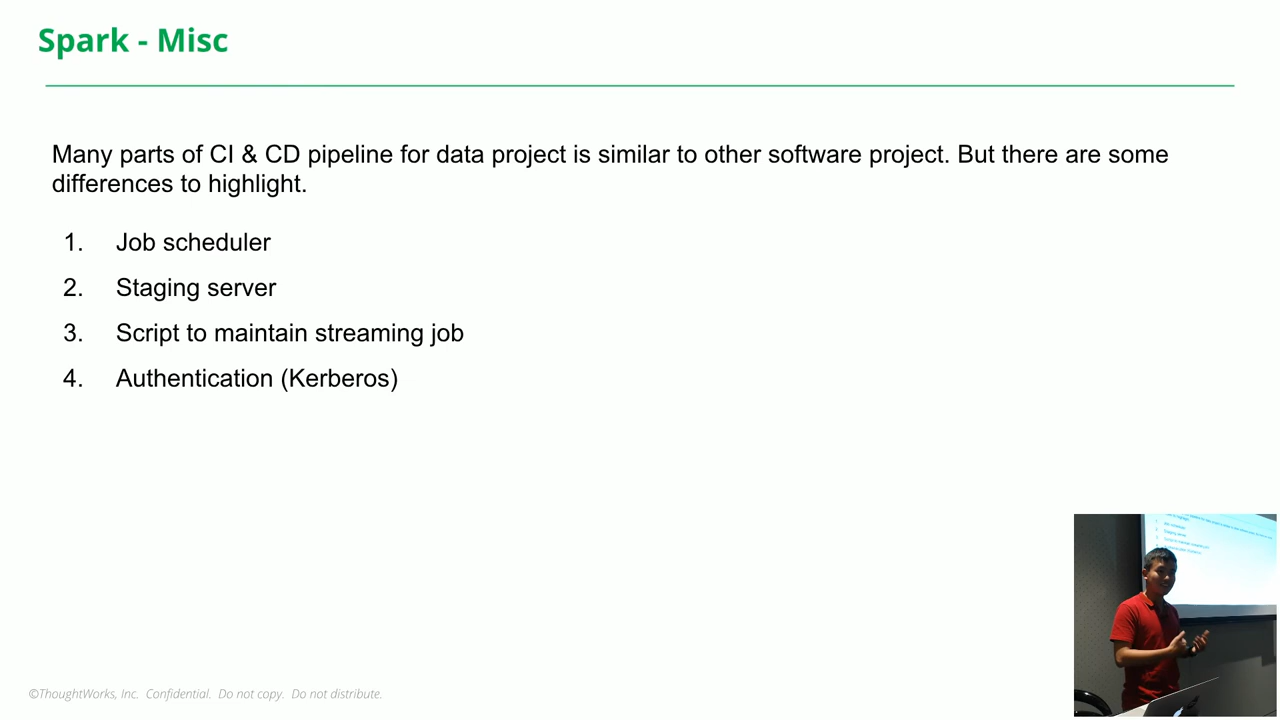 Spark - Misc
Many parts of CI & CD pipeline for data project is similar to other software project. But there are some
differences to highlight.
1. Job scheduler
2. Staging server
3. Script to maintain streaming job
4. Authentication (Kerberos)
©ThoughtWorks, Inc. Confidential. Do not copy. Do not distribute.